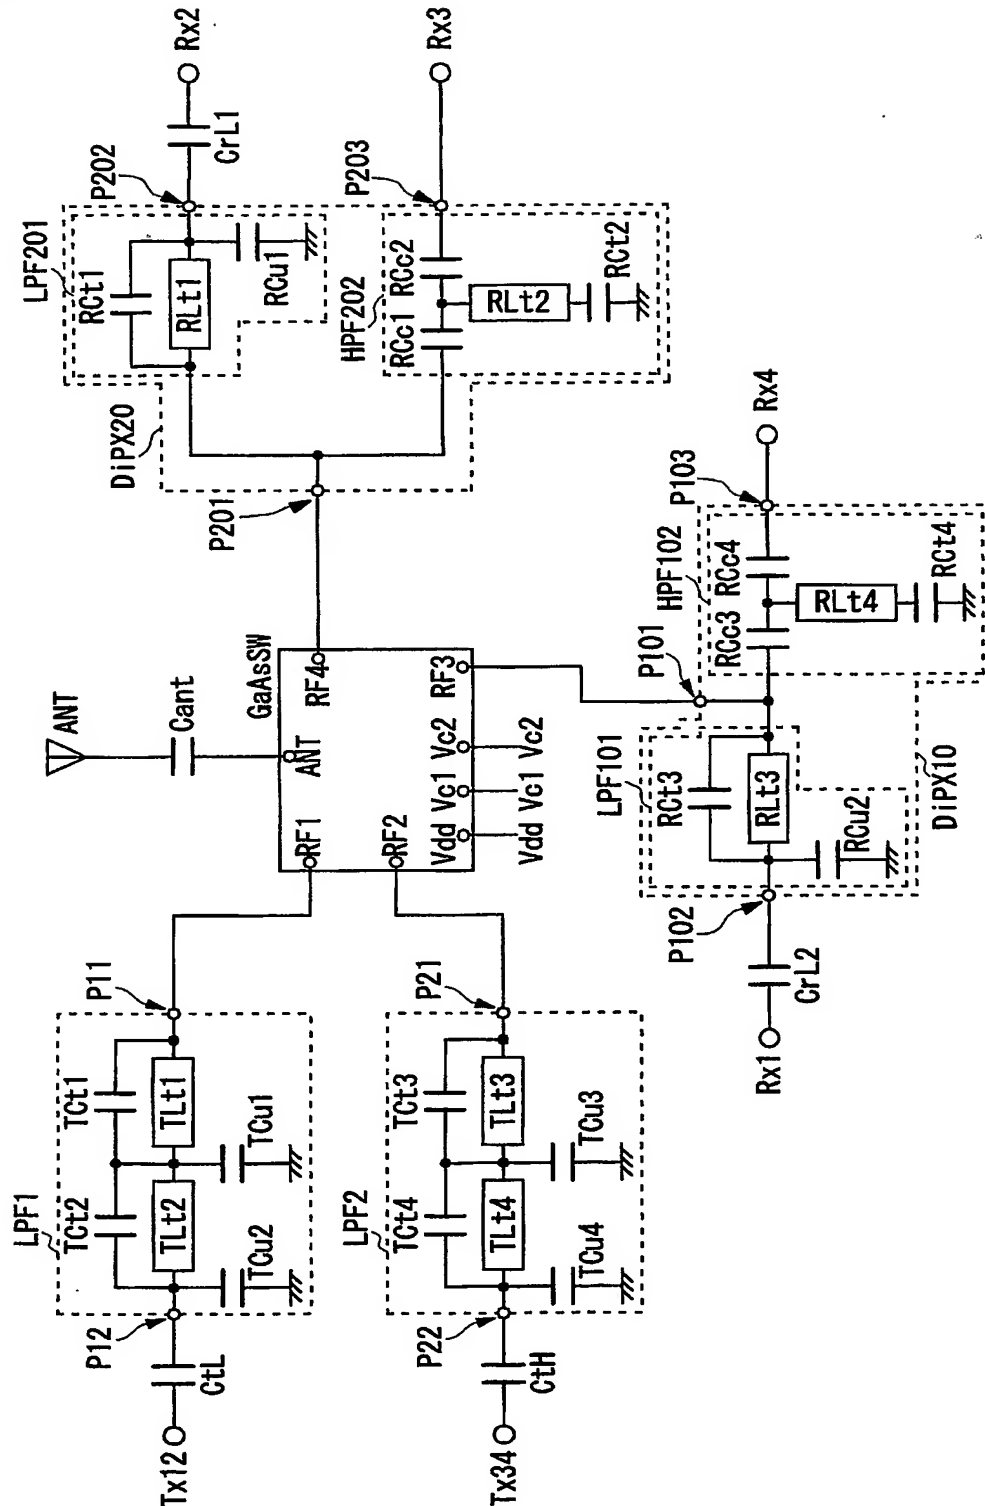 ANT
Cant
GaAsSW
ANT
RF1
RF2
RF3
RF4
Vdd
Vc1
Vc2
Vdd
Vc1
Vc2
LPF1
TCt1
TCt2
TLt1
TLt2
TCu1
TCu2
P11
P12
CtL
Tx12
LPF2
TCt3
TCt4
TLt3
TLt4
TCu3
TCu4
P21
P22
CtH
Tx34
DiPX20
P201
LPF201
RCt1
RLt1
RCu1
P202
CrL1
Rx2
HPF202
RCc1
RCc2
RLt2
RCt2
P203
Rx3
DiPX10
P101
LPF101
RCt3
RLt3
RCu2
P102
CrL2
Rx1
HPF102
RCc3
RCc4
RLt4
RCt4
P103
Rx4